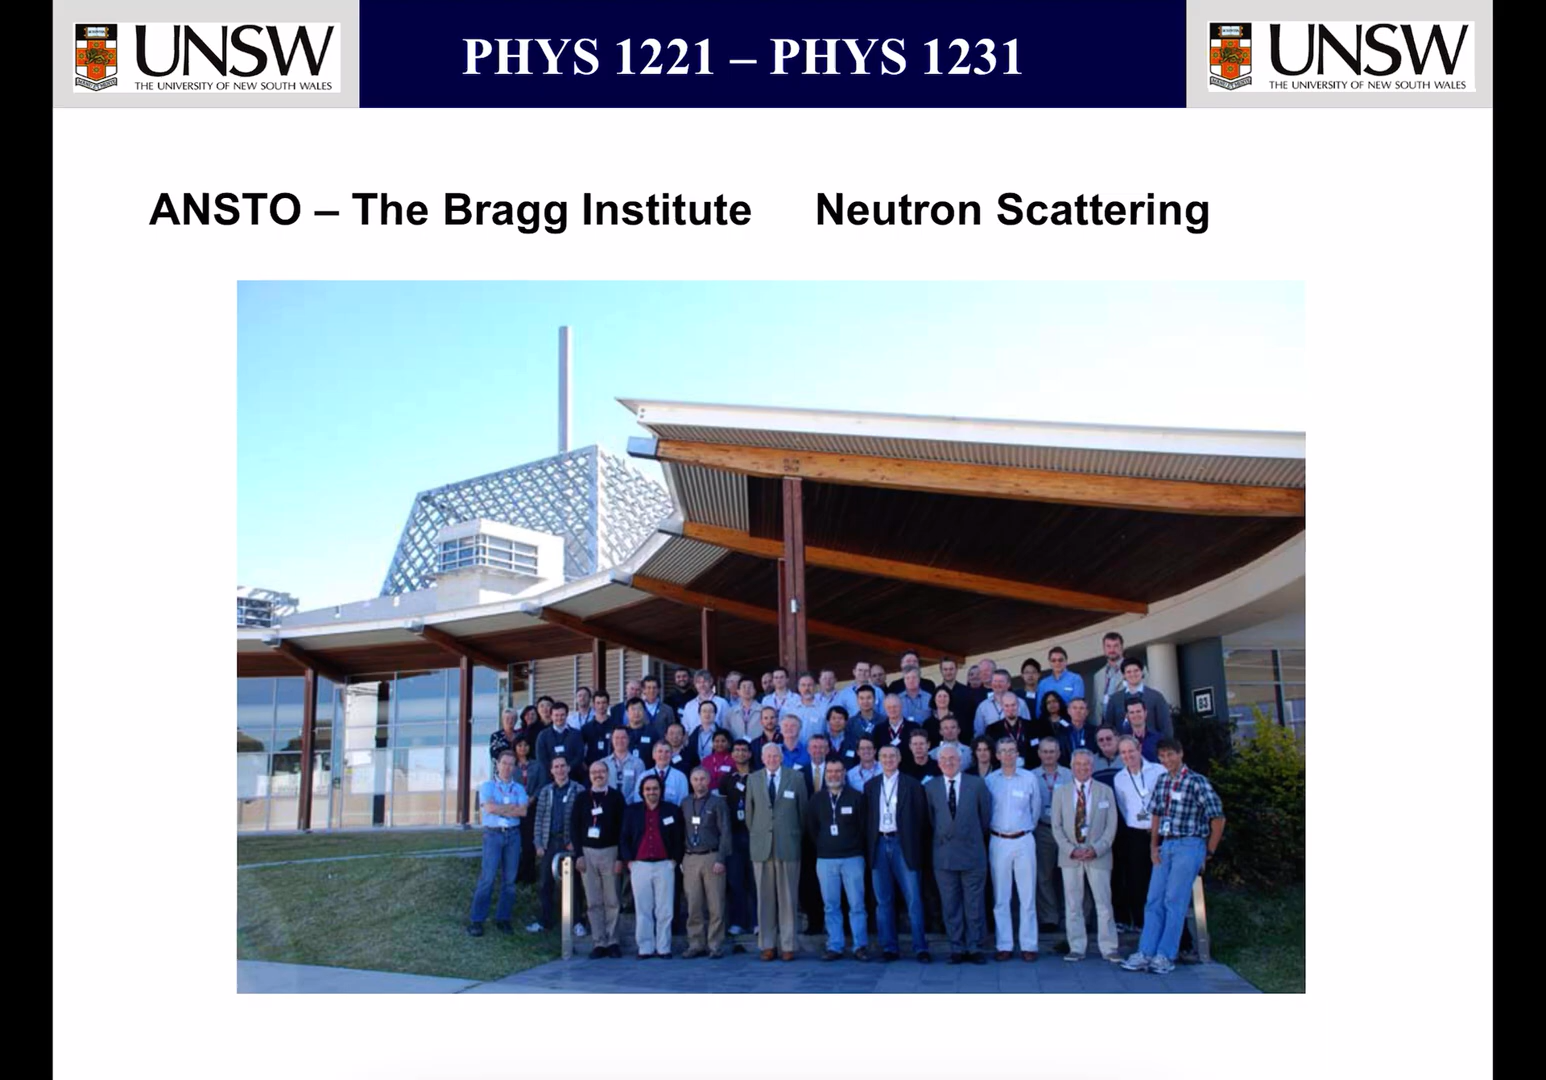 UNSW
THE UNIVERSITY OF NEW SOUTH WALES
PHYS 1221 – PHYS 1231
UNSW
THE UNIVERSITY OF NEW SOUTH WALES
ANSTO – The Bragg Institute Neutron Scattering
83